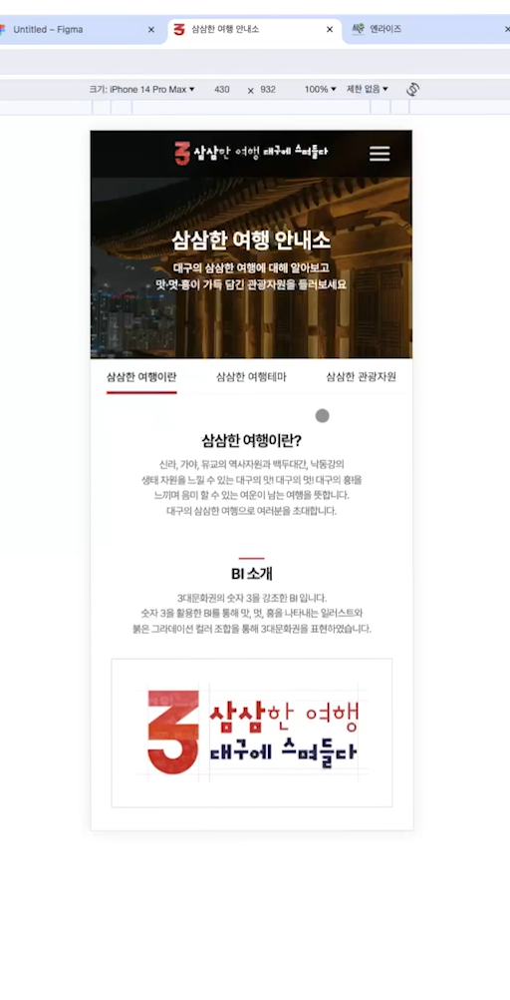 Untitled – Figma
삼삼한 여행 안내소
엔라이즈
크기: iPhone 14 Pro Max ▼ 430 × 932 100% ▼ 제한 없음 ▼
3 삼삼한 여행 대구에 스며들다
삼삼한 여행 안내소
대구의 삼삼한 여행에 대해 알아보고
맛·멋·흥이 가득 담긴 관광자원을 들러보세요
삼삼한 여행이란
삼삼한 여행테마
삼삼한 관광자원
삼삼한 여행이란?
신라, 가야, 유교의 역사자원과 백두대간, 낙동강의
생태 자원을 느낄 수 있는 대구의 맛! 대구의 멋! 대구의 흥!을
느끼며 음미 할 수 있는 여운이 남는 여행을 뜻합니다.
대구의 삼삼한 여행으로 여러분을 초대합니다.
BI 소개
3대문화권의 숫자 3을 강조한 BI 입니다.
숫자 3을 활용한 BI를 통해 맛, 멋, 흥을 나타내는 일러스트와
붉은 그라데이션 컬러 조합을 통해 3대문화권을 표현하였습니다.
3 삼삼한 여행
대구에 스며들다